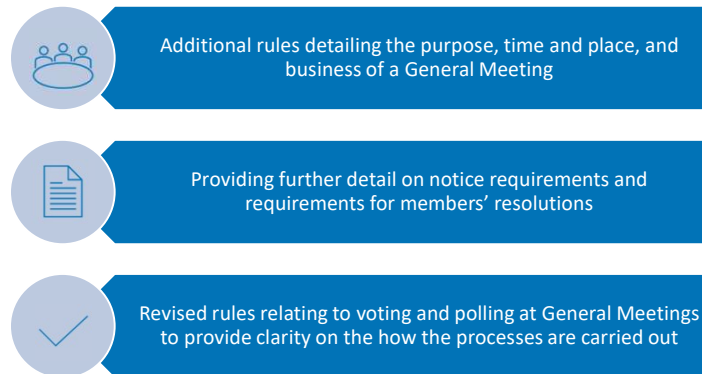 Additional rules detailing the purpose, time and place, and
business of a General Meeting
Providing further detail on notice requirements and
requirements for members’ resolutions
Revised rules relating to voting and polling at General Meetings
to provide clarity on the how the processes are carried out